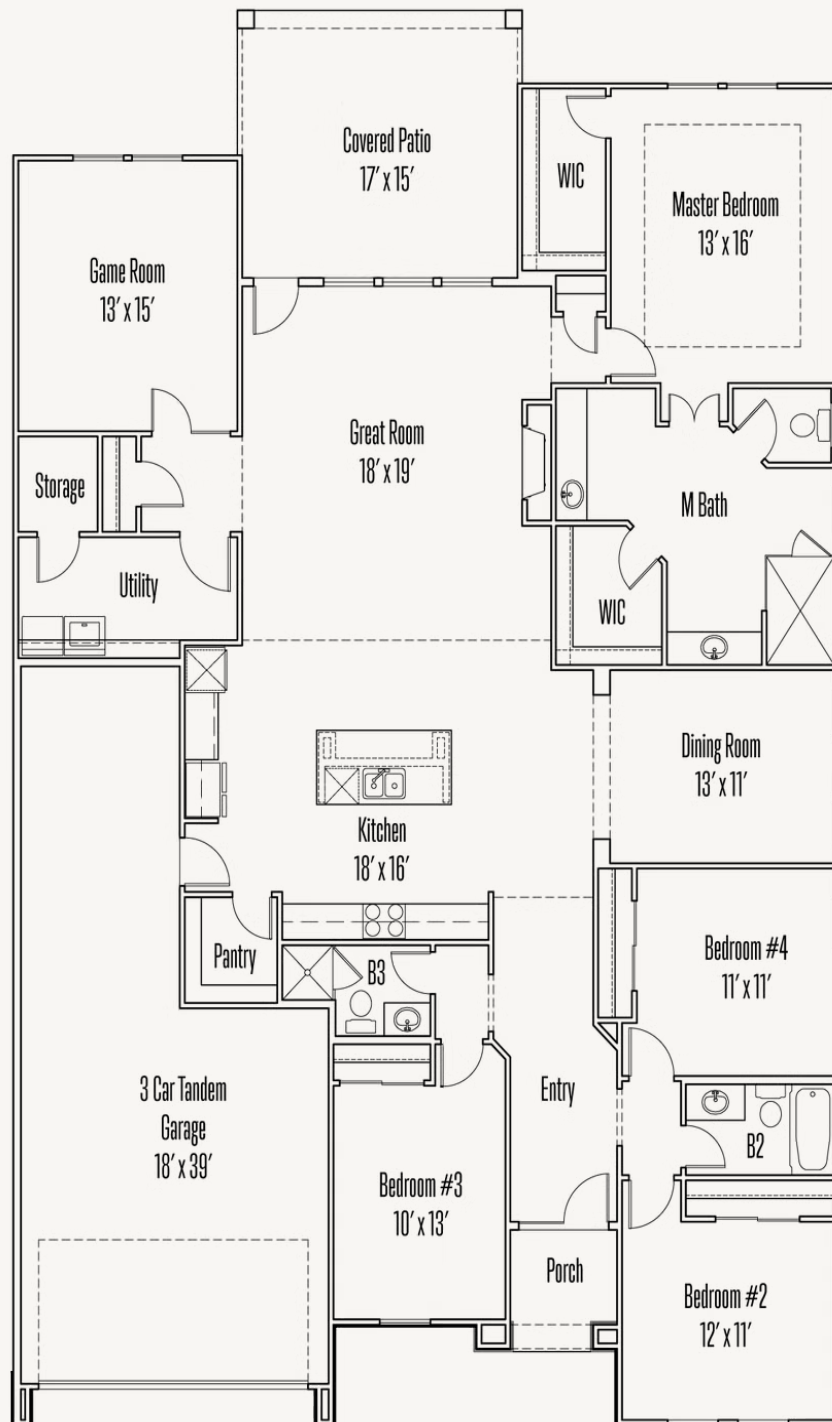 Covered Patio
17' x 15'
WIC
Master Bedroom
13' x 16'
Game Room
13' x 15'
Great Room
18' x 19'
Storage
M Bath
Utility
WIC
Dining Room
13' x 11'
Kitchen
18' x 16'
Pantry
B3
Bedroom #4
11' x 11'
3 Car Tandem
Garage
18' x 39'
Entry
B2
Bedroom #3
10' x 13'
Porch
Bedroom #2
12' x 11'